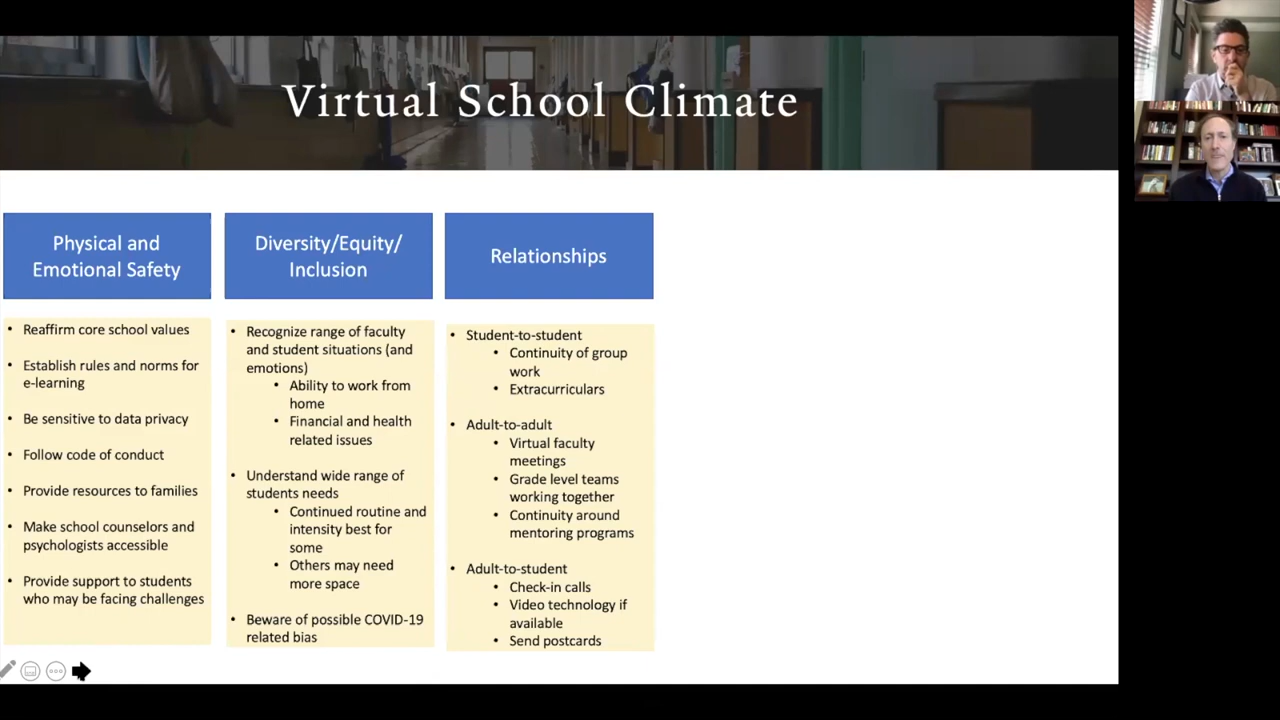 Virtual School Climate
Physical and
Emotional Safety
• Reaffirm core school values
• Establish rules and norms for
e-learning
• Be sensitive to data privacy
• Follow code of conduct
• Provide resources to families
• Make school counselors and
psychologists accessible
• Provide support to students
who may be facing challenges
Diversity/Equity/
Inclusion
• Recognize range of faculty
and student situations (and
emotions)
• Ability to work from
home
• Financial and health
related issues
• Understand wide range of
students needs
• Continued routine and
intensity best for
some
• Others may need
more space
• Beware of possible COVID-19
related bias
Relationships
• Student-to-student
• Continuity of group
work
• Extracurriculars
• Adult-to-adult
• Virtual faculty
meetings
• Grade level teams
working together
• Continuity around
mentoring programs
• Adult-to-student
• Check-in calls
• Video technology if
available
• Send postcards